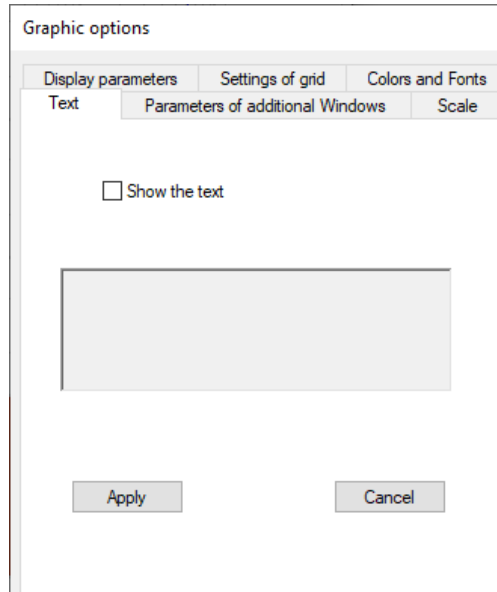 Graphic options
Display parameters Settings of grid Colors and Fonts
Text Parameters of additional Windows Scale
Show the text
Apply Cancel